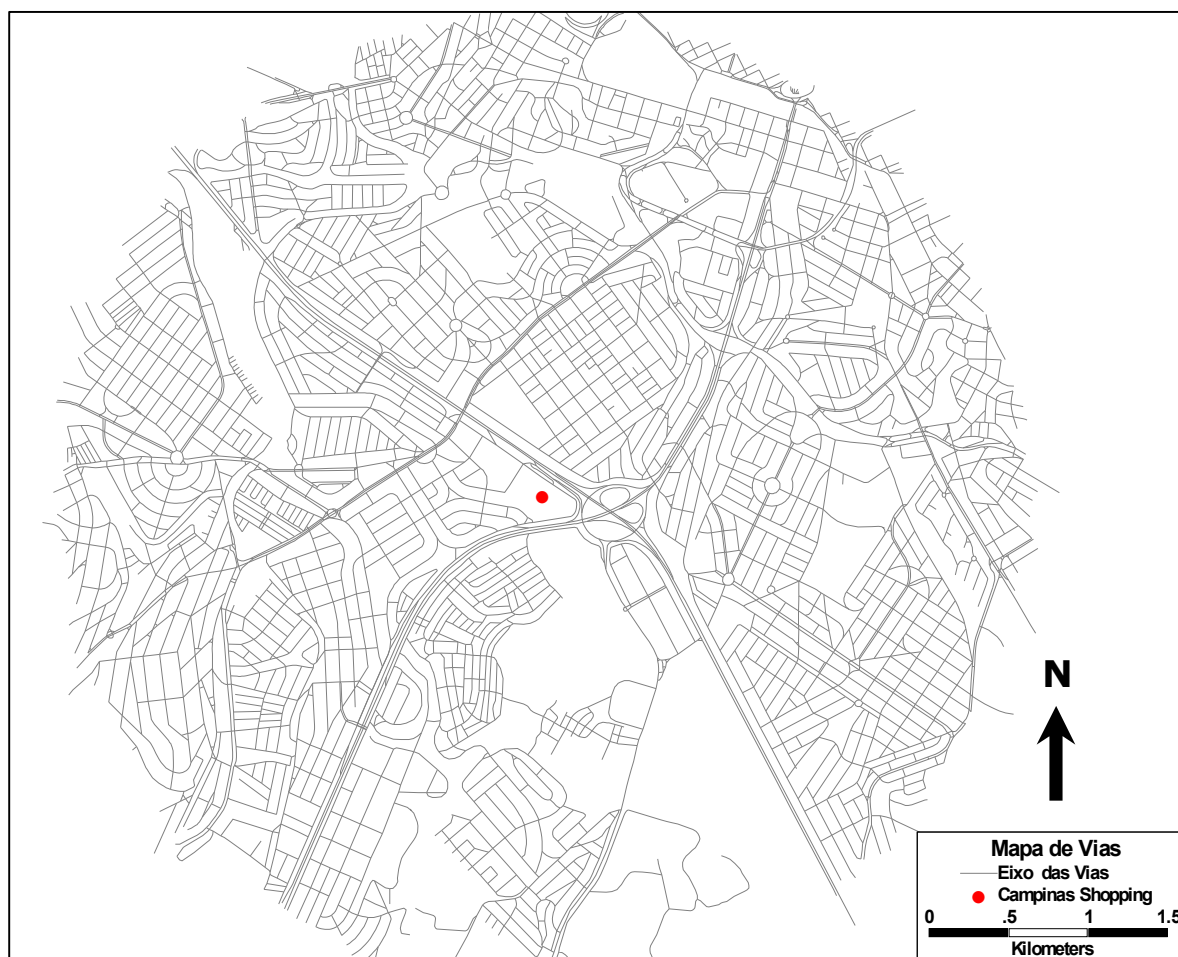 N
Mapa de Vias
Eixo das Vias
Campinas Shopping
0 .5 1 1.5
Kilometers